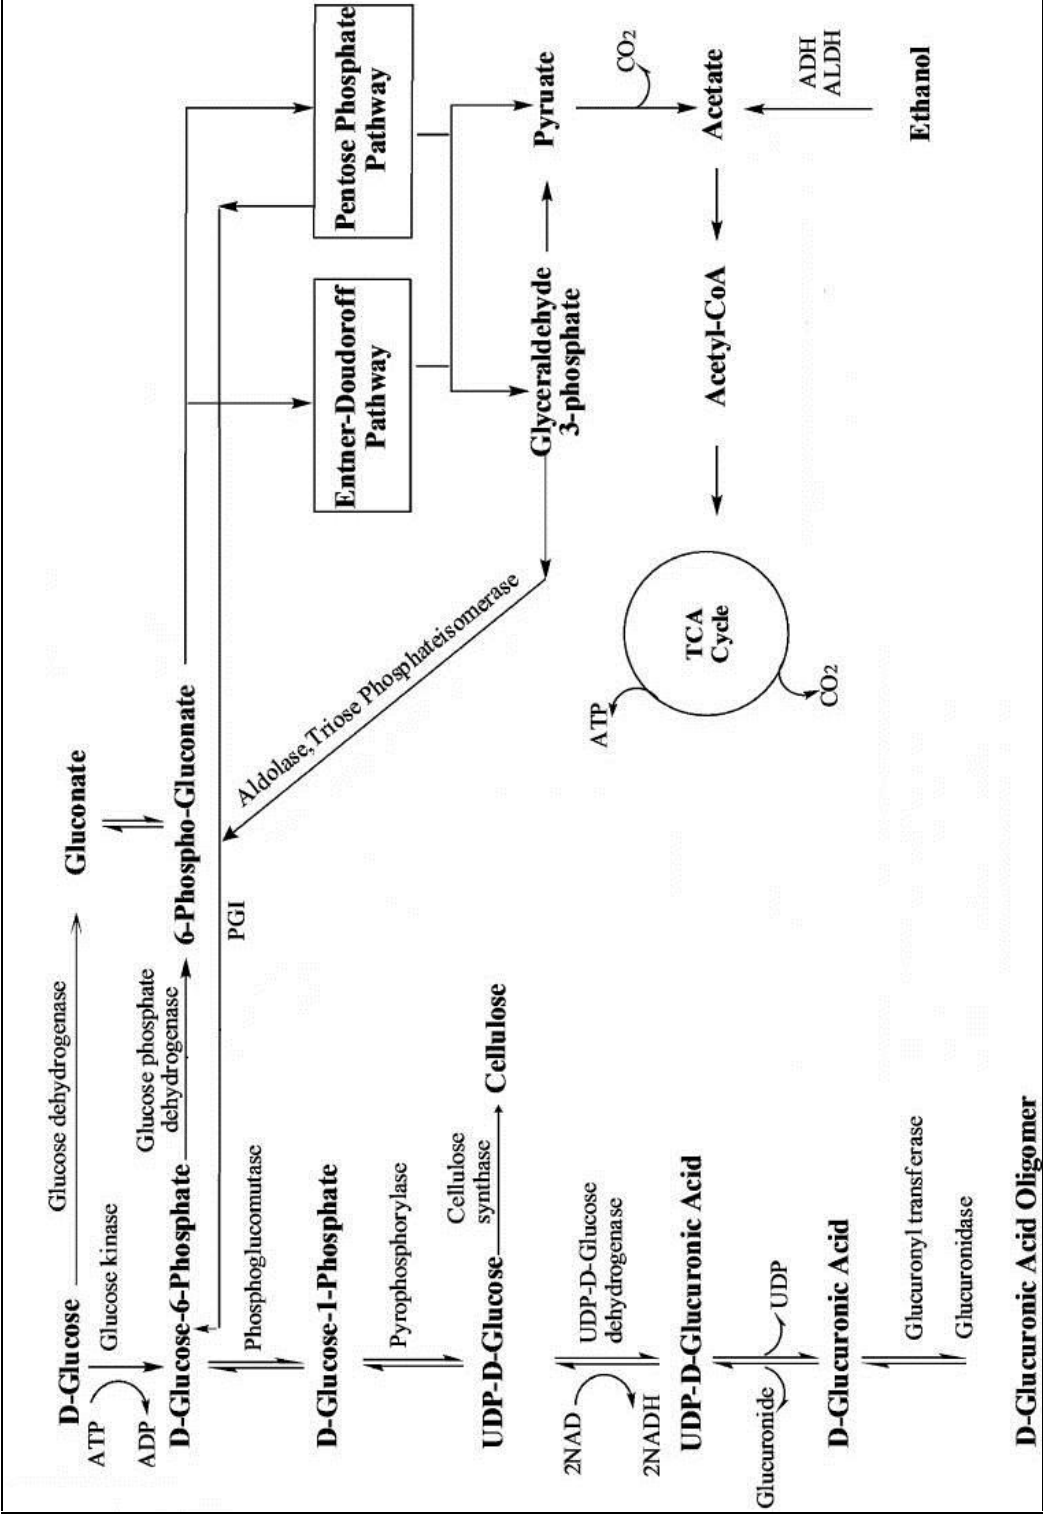 D-Glucose
Glucose dehydrogenase
Gluconate
ATP
Glucose kinase
ADP
D-Glucose-6-Phosphate
Glucose phosphate
dehydrogenase
6-Phospho-Gluconate
PGI
Phosphoglucomutase
Aldolase,Triose Phosphateisomerase
Entner-Doudoroff
Pathway
Pentose Phosphate
Pathway
D-Glucose-1-Phosphate
Pyrophosphorylase
Glyceraldehyde
3-phosphate
Pyruate
CO2
UDP-D-Glucose
Cellulose
synthase
Cellulose
2NAD
2NADH
UDP-D-Glucose
dehydrogenase
ATP
TCA
Cycle
CO2
Acetyl-CoA
Acetate
ADH
ALDH
Ethanol
UDP-D-Glucuronic Acid
Glucuronide
UDP
D-Glucuronic Acid
Glucuronyl transferase
Glucuronidase
D-Glucuronic Acid Oligomer